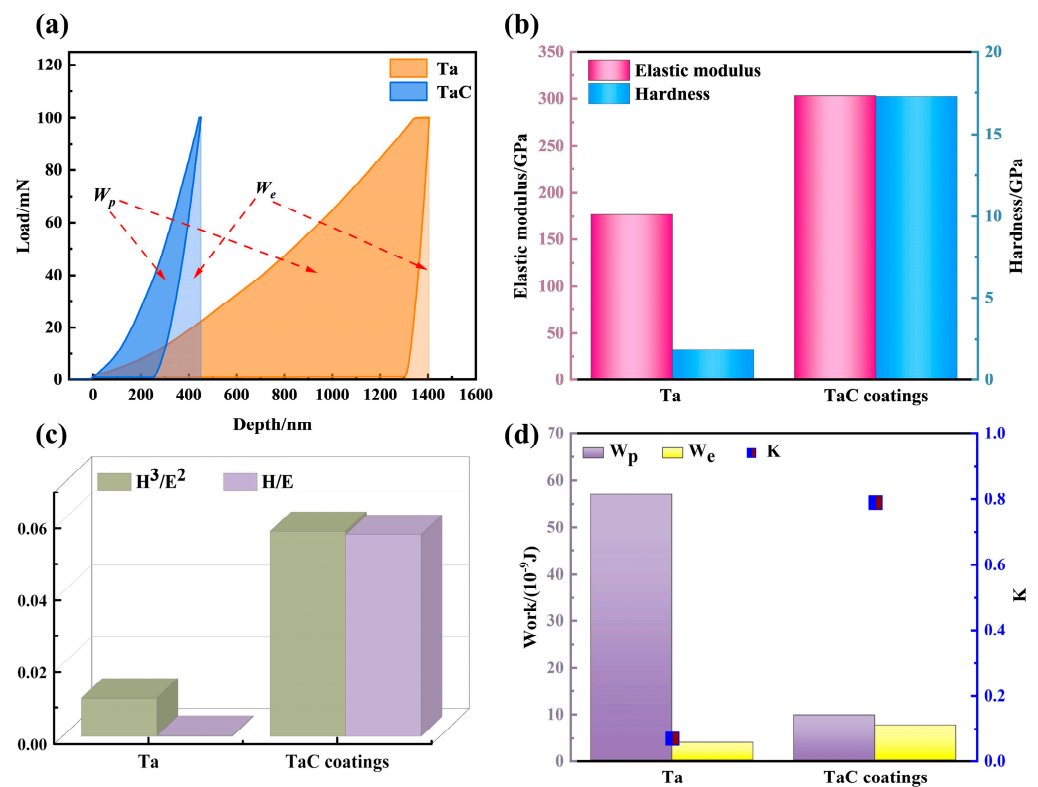 (a)
120
100
80
60
40
20
0
Load/mN
Ta
TaC
W_p
W_e
0 200 400 600 800 1000 1200 1400 1600
Depth/nm
(b)
350
300
250
200
150
100
50
0
Elastic modulus/GPa
Elastic modulus
Hardness
20
15
10
5
0
Hardness/GPa
Ta TaC coatings
(c)
H³/E² H/E
0.06
0.04
0.02
0.00
Ta TaC coatings
(d)
70
60
50
40
30
20
10
0
Work/(10⁻⁹J)
W_p W_e K
1.0
0.8
0.6
0.4
0.2
0.0
K
Ta TaC coatings